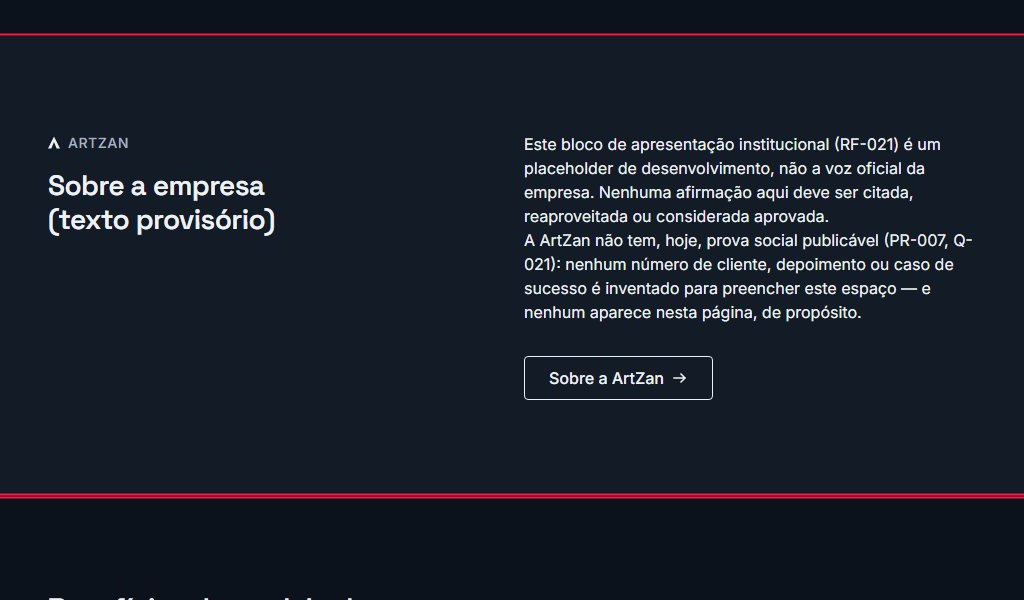 ARTZAN
Sobre a empresa
(texto provisório)
Este bloco de apresentação institucional (RF-021) é um
placeholder de desenvolvimento, não a voz oficial da
empresa. Nenhuma afirmação aqui deve ser citada,
reaproveitada ou considerada aprovada.
A ArtZan não tem, hoje, prova social publicável (PR-007, Q-
021): nenhum número de cliente, depoimento ou caso de
sucesso é inventado para preencher este espaço — e
nenhum aparece nesta página, de propósito.
Sobre a ArtZan →